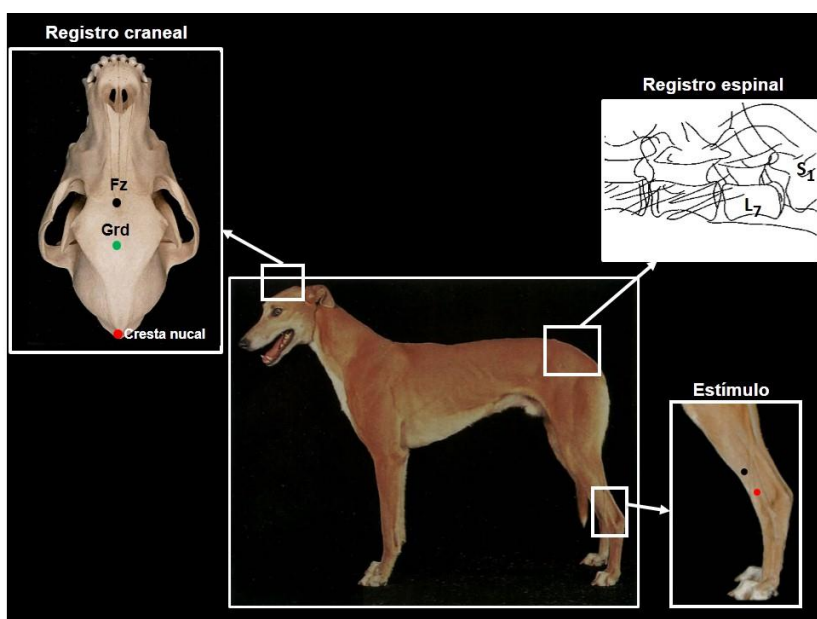 Registro craneal
Fz
Grd
Cresta nucal
Registro espinal
S1
L7
Estímulo